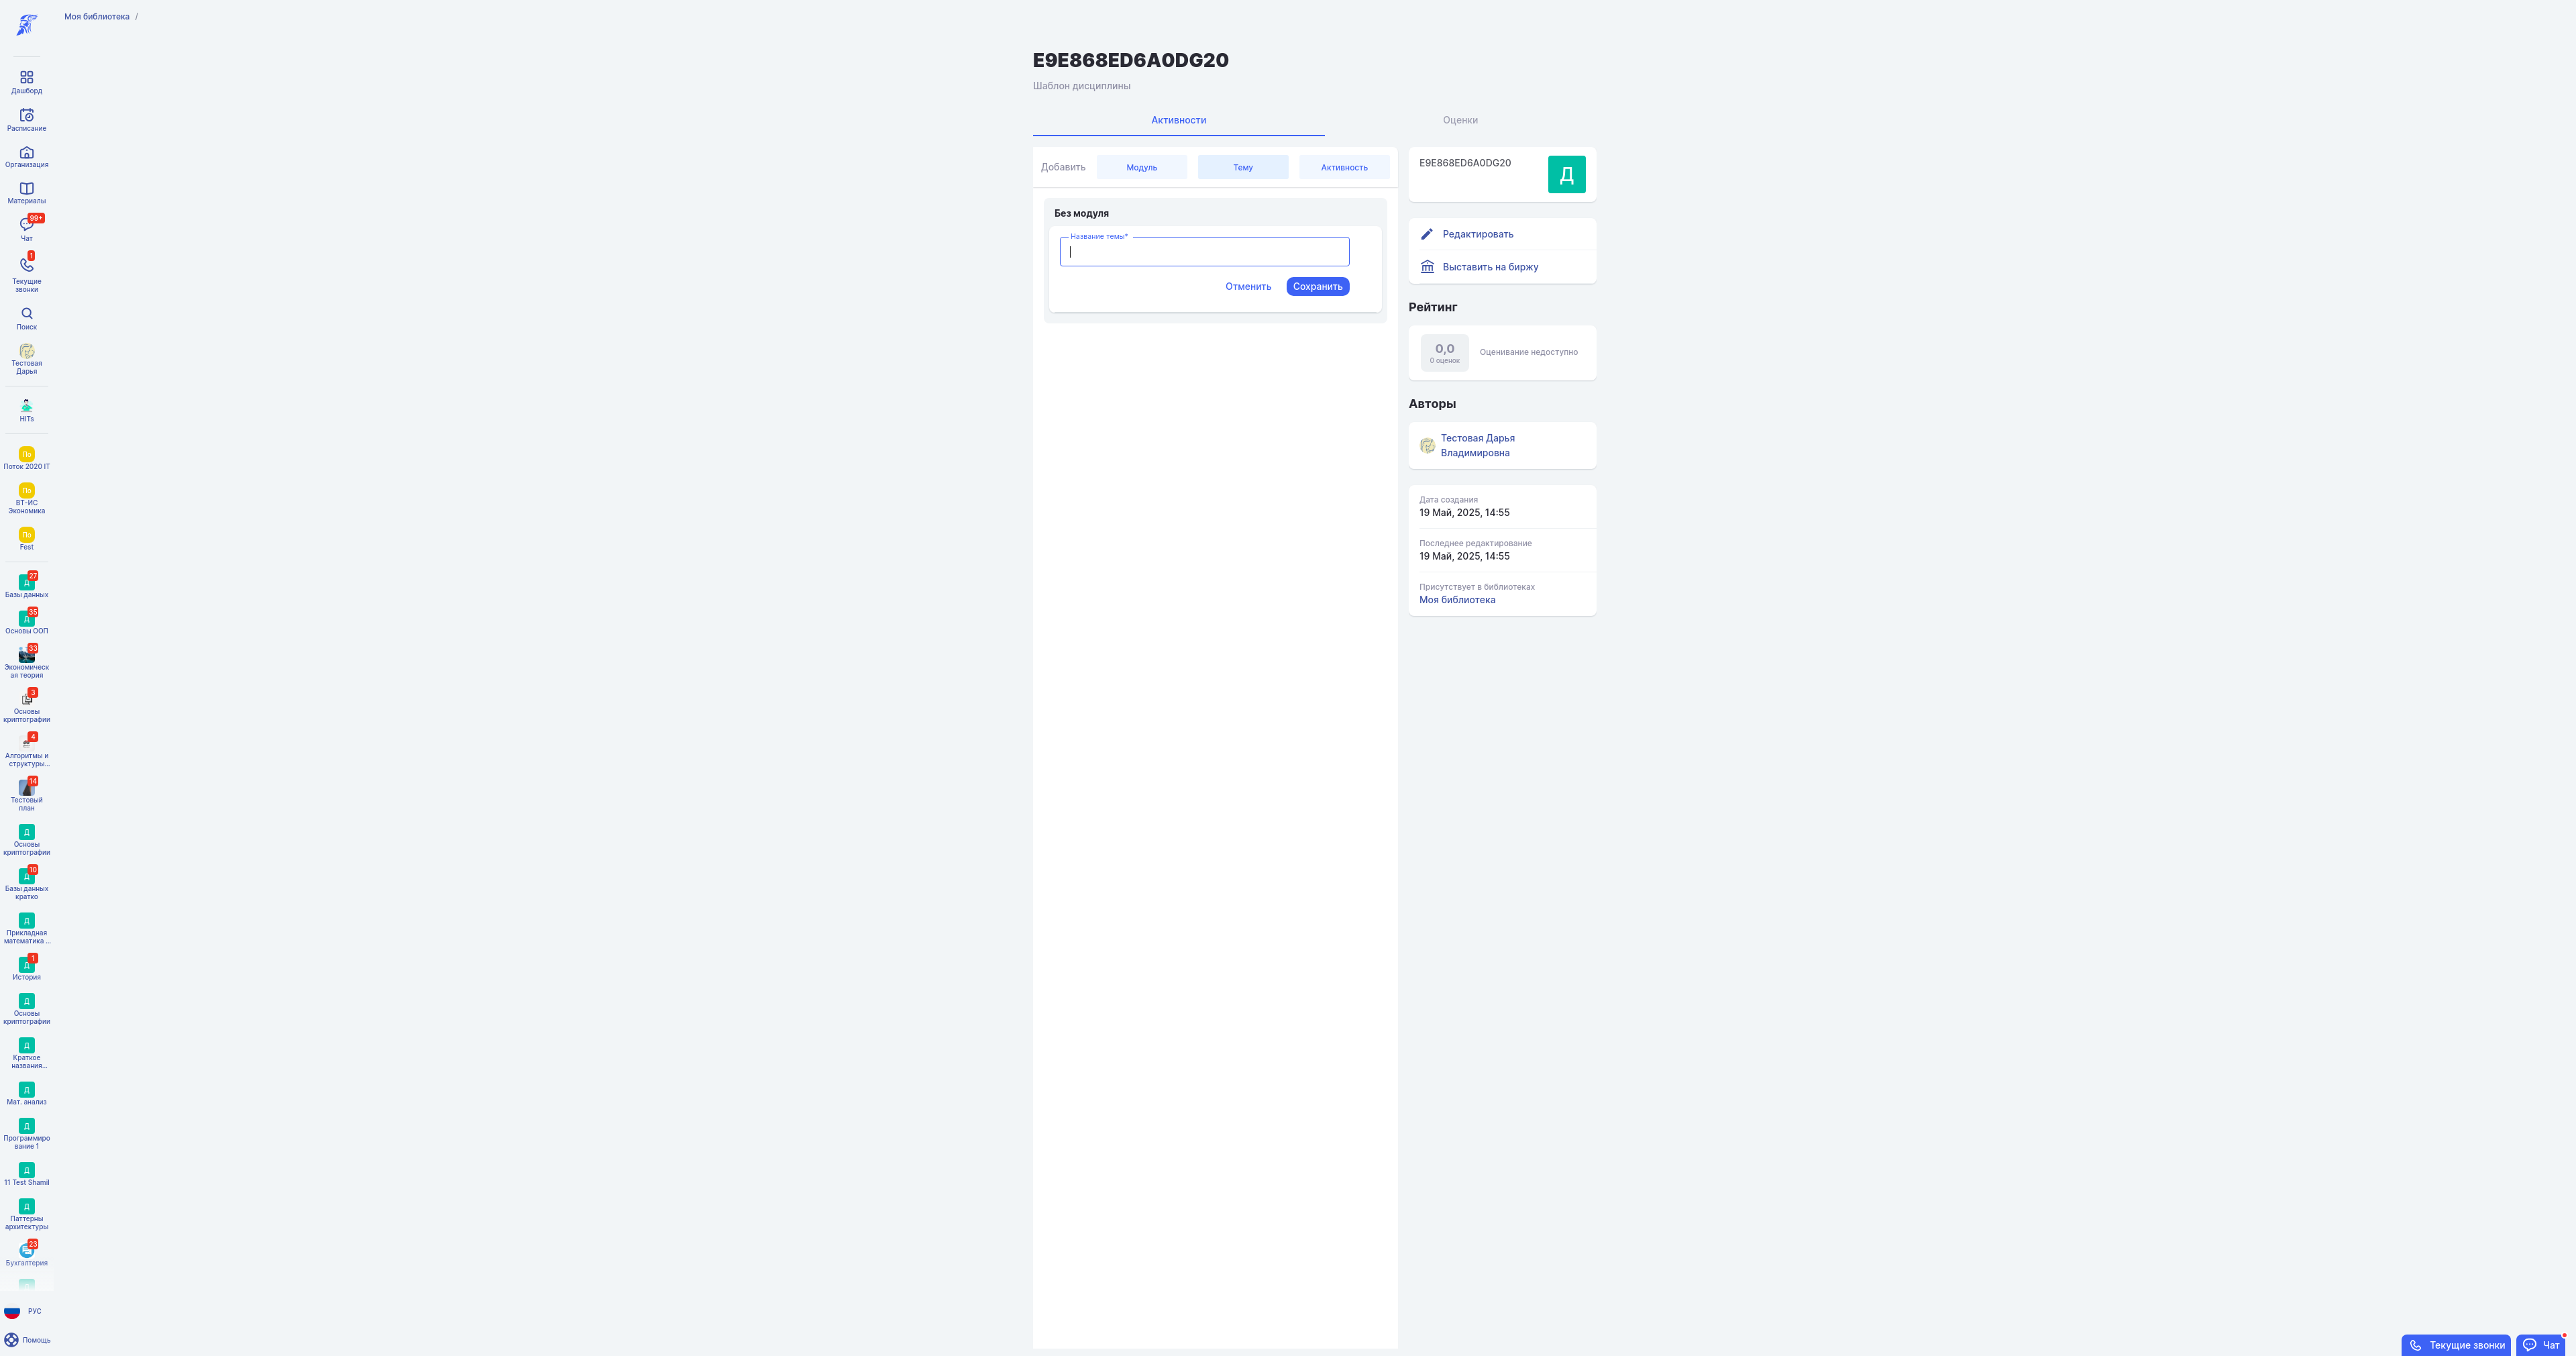 Моя библиотека /
Дашборд
Расписание
Организация
Материалы
99+
Чат
1
Текущие
звонки
Поиск
Тестовая
Дарья
HITs
По
Поток 2020 IT
По
ВТ-ИС
Экономика
По
Fest
27
Д
Базы данных
35
Д
Основы ООП
33
Экономическ
ая теория
3
Основы
криптографии
4
Алгоритмы и
структуры...
14
Тестовый
план
Д
Основы
криптографии
10
Д
Базы данных
кратко
Д
Прикладная
математика ...
1
Д
История
Д
Основы
криптографии
Д
Краткое
названия...
Д
Мат. анализ
Д
Программиро
вание 1
Д
11 Test Shamil
Д
Паттерны
архитектуры
23
Бухгалтерия
РУС
Помощь
E9E868ED6A0DG20
Шаблон дисциплины
Активности
Оценки
Добавить
Модуль
Тему
Активность
Без модуля
Название темы*
Отменить
Сохранить
E9E868ED6A0DG20
Д
Редактировать
Выставить на биржу
Рейтинг
0,0
0 оценок
Оценивание недоступно
Авторы
Тестовая Дарья
Владимировна
Дата создания
19 Май, 2025, 14:55
Последнее редактирование
19 Май, 2025, 14:55
Присутствует в библиотеках
Моя библиотека
Текущие звонки
Чат